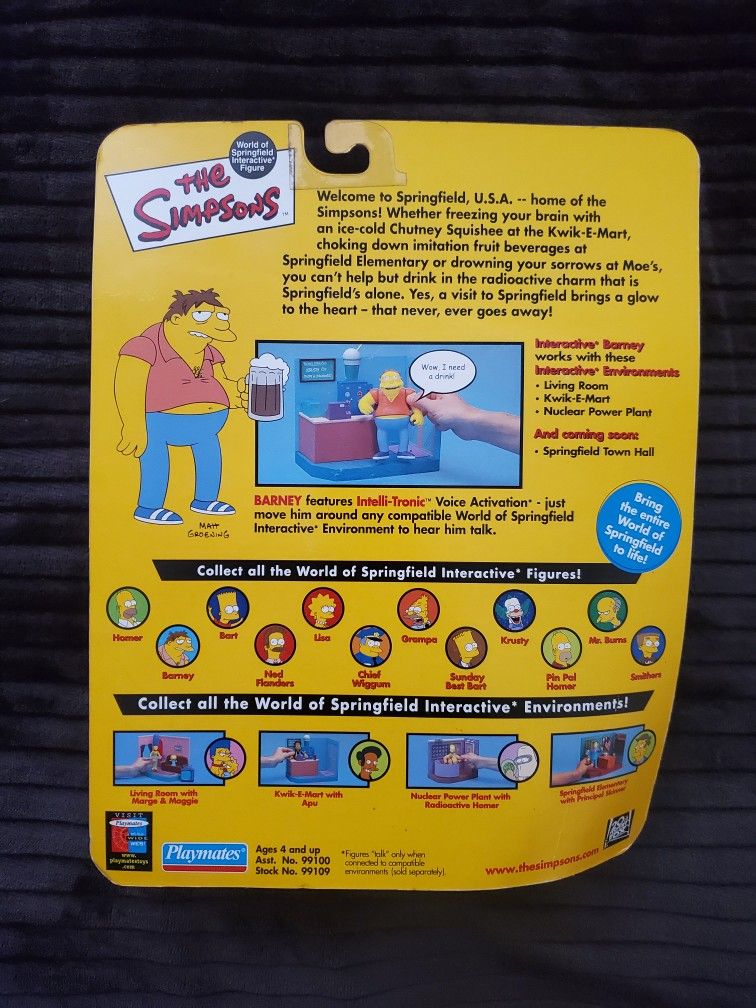 World of
Springfield
Interactive*
Figure
THE
SIMPSONS™
Welcome to Springfield, U.S.A. -- home of the
Simpsons! Whether freezing your brain with
an ice-cold Chutney Squishee at the Kwik-E-Mart,
choking down imitation fruit beverages at
Springfield Elementary or drowning your sorrows at Moe's,
you can't help but drink in the radioactive charm that is
Springfield's alone. Yes, a visit to Springfield brings a glow
to the heart – that never, ever goes away!
Wow, I need
a drink!
Interactive* Barney
works with these
Interactive* Environments
• Living Room
• Kwik-E-Mart
• Nuclear Power Plant
And coming soon:
• Springfield Town Hall
MATT
GROENING
BARNEY features Intelli-Tronic™ Voice Activation* - just
move him around any compatible World of Springfield
Interactive* Environment to hear him talk.
Bring
the entire
World of
Springfield
to life!
Collect all the World of Springfield Interactive* Figures!
Homer
Bart
Lisa
Grampa
Krusty
Mr. Burns
Barney
Ned
Flanders
Chief
Wiggum
Sunday
Best Bart
Pin Pal
Homer
Smithers
Collect all the World of Springfield Interactive* Environments!
Living Room with
Marge & Maggie
Kwik-E-Mart with
Apu
Nuclear Power Plant with
Radioactive Homer
Springfield Elementary
with Principal Skinner
VISIT
Playmates
WIDE
WEB!
www.
playmatestoys
.com
Playmates®
Ages 4 and up
Asst. No. 99100
Stock No. 99109
*Figures "talk" only when
connected to compatible
environments (sold separately).
www.thesimpsons.com
FOX